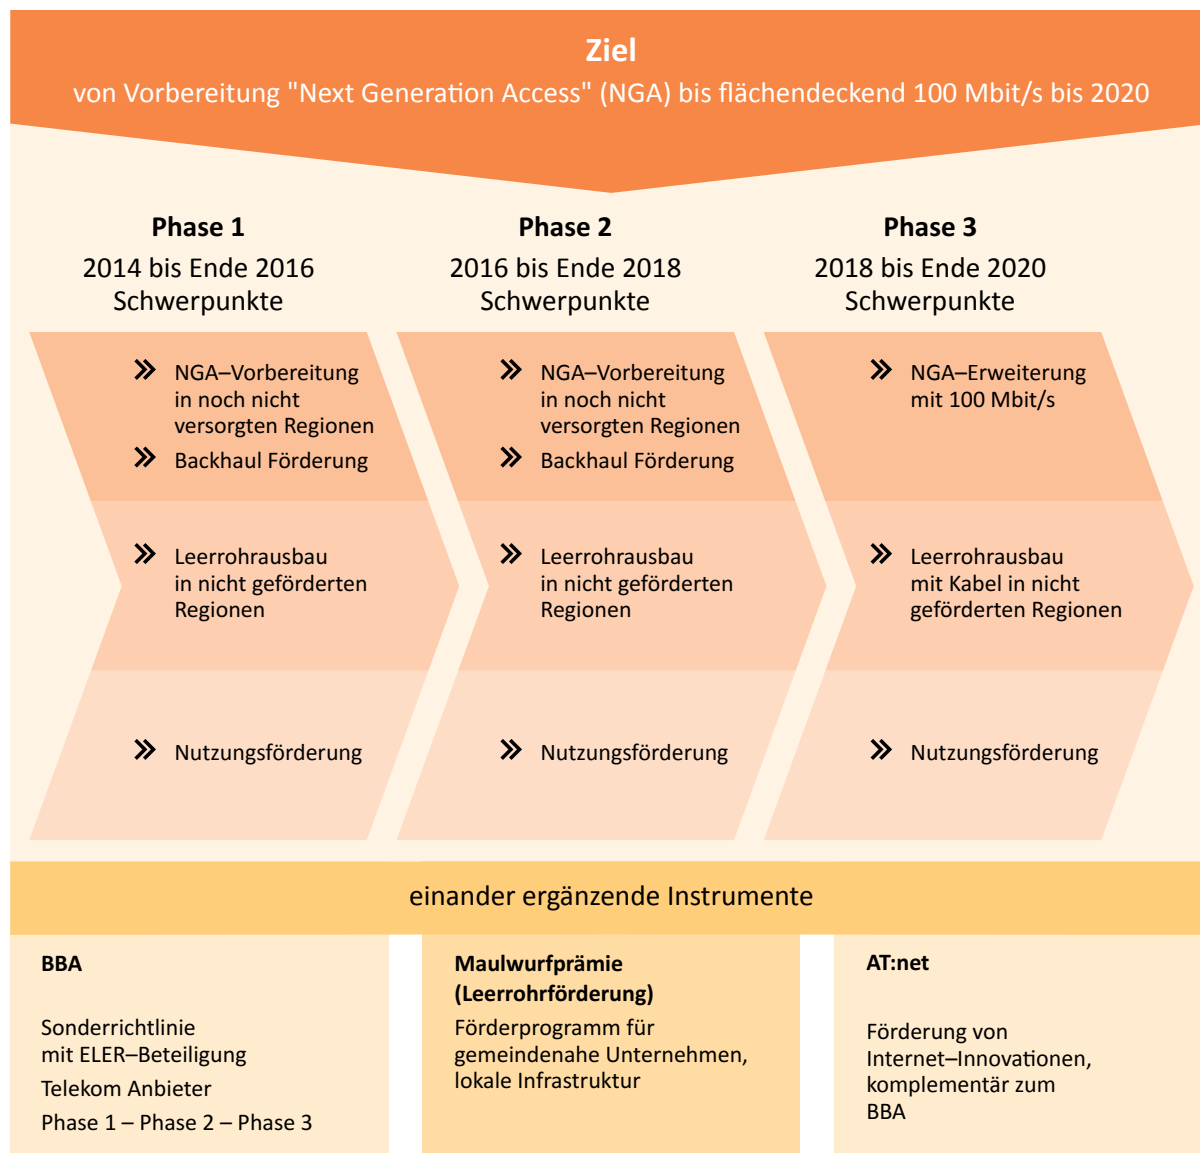 Ziel
von Vorbereitung "Next Generation Access" (NGA) bis flächendeckend 100 Mbit/s bis 2020
Phase 1
2014 bis Ende 2016
Schwerpunkte
» NGA–Vorbereitung
in noch nicht
versorgten Regionen
» Backhaul Förderung
» Leerrohrausbau
in nicht geförderten
Regionen
» Nutzungsförderung
Phase 2
2016 bis Ende 2018
Schwerpunkte
» NGA–Vorbereitung
in noch nicht
versorgten Regionen
» Backhaul Förderung
» Leerrohrausbau
in nicht geförderten
Regionen
» Nutzungsförderung
Phase 3
2018 bis Ende 2020
Schwerpunkte
» NGA–Erweiterung
mit 100 Mbit/s
» Leerrohrausbau
mit Kabel in nicht
geförderten Regionen
» Nutzungsförderung
einander ergänzende Instrumente
BBA
Sonderrichtlinie
mit ELER–Beteiligung
Telekom Anbieter
Phase 1 – Phase 2 – Phase 3
Maulwurfprämie
(Leerrohrförderung)
Förderprogramm für
gemeindenahe Unternehmen,
lokale Infrastruktur
AT:net
Förderung von
Internet–Innovationen,
komplementär zum
BBA